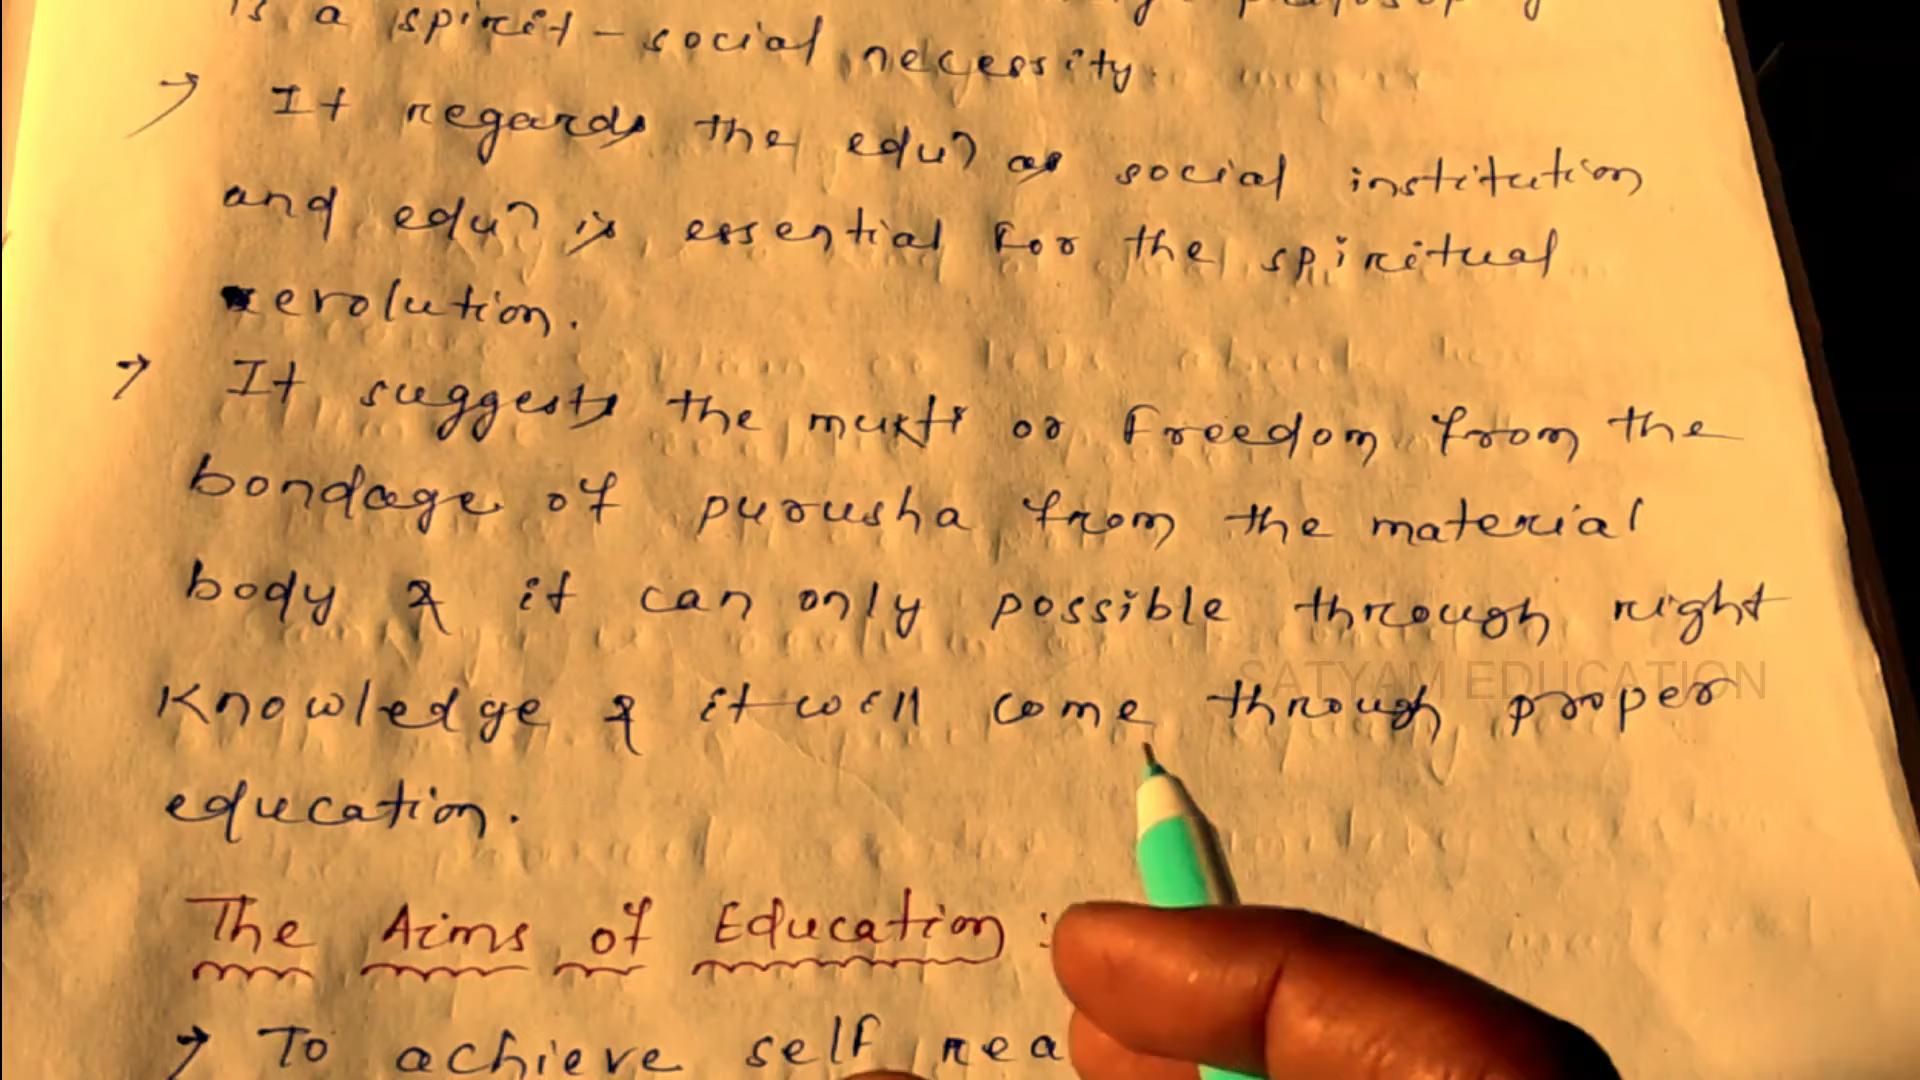 is a spirit - social necessity.
→ It regards the eduⁿ as social institution
and eduⁿ is essential for the spiritual
evolution.
→ It suggests the mukti or Freedom from the
bondage of purusha from the material
body & it can only possible through right
SATYAM EDUCATION
Knowledge & it will come through proper
education.
The Aims of Education :
→ To achieve self rea